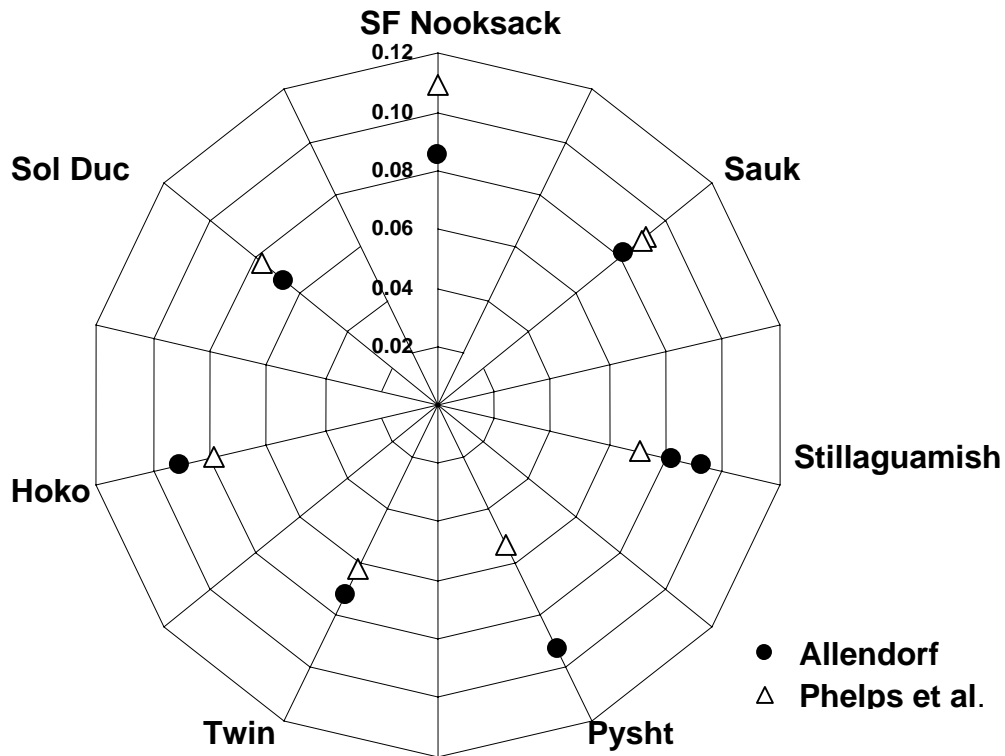 SF Nooksack
0.12
0.10
Sol Duc
Sauk
0.08
0.06
0.04
0.02
Stillaguamish
Hoko
Allendorf
Phelps et al.
Twin
Pysht